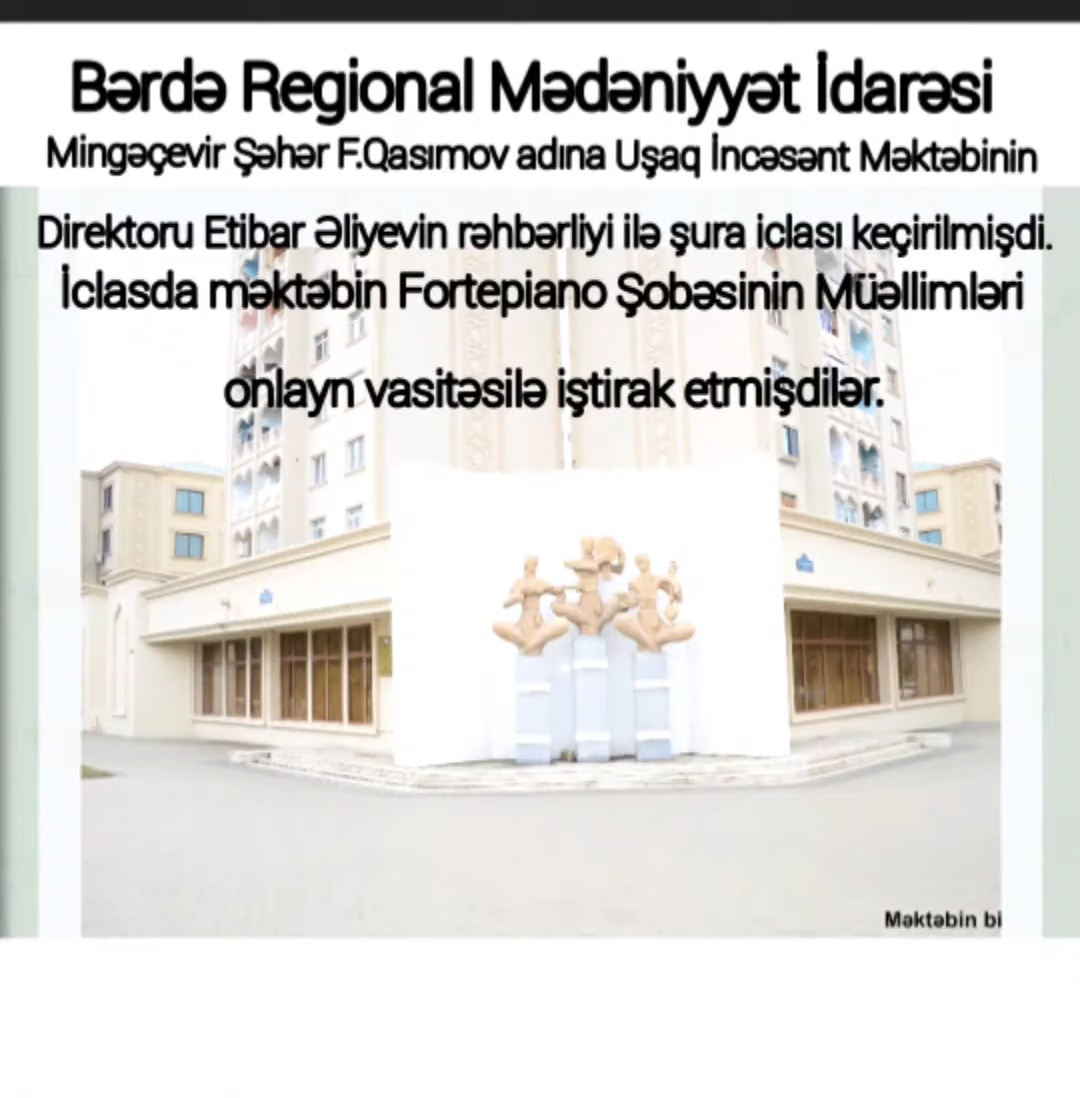 Bərdə Regional Mədəniyyət İdarəsi
Mingəçevir Şəhər F.Qasımov adına Uşaq İncəsənt Məktəbinin
Direktoru Etibar Əliyevin rəhbərliyi ilə şura iclası keçirilmişdi.
İclasda məktəbin Fortepiano Şobəsinin Müəllimləri
onlayn vasitəsilə iştirak etmişdilər.
Məktəbin bi